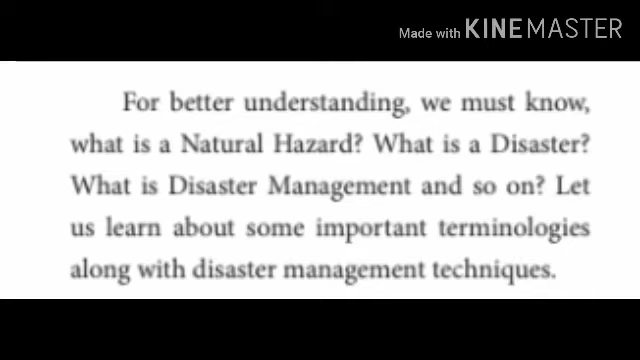 Made with KINEMASTER
For better understanding, we must know,
what is a Natural Hazard? What is a Disaster?
What is Disaster Management and so on? Let
us learn about some important terminologies
along with disaster management techniques.